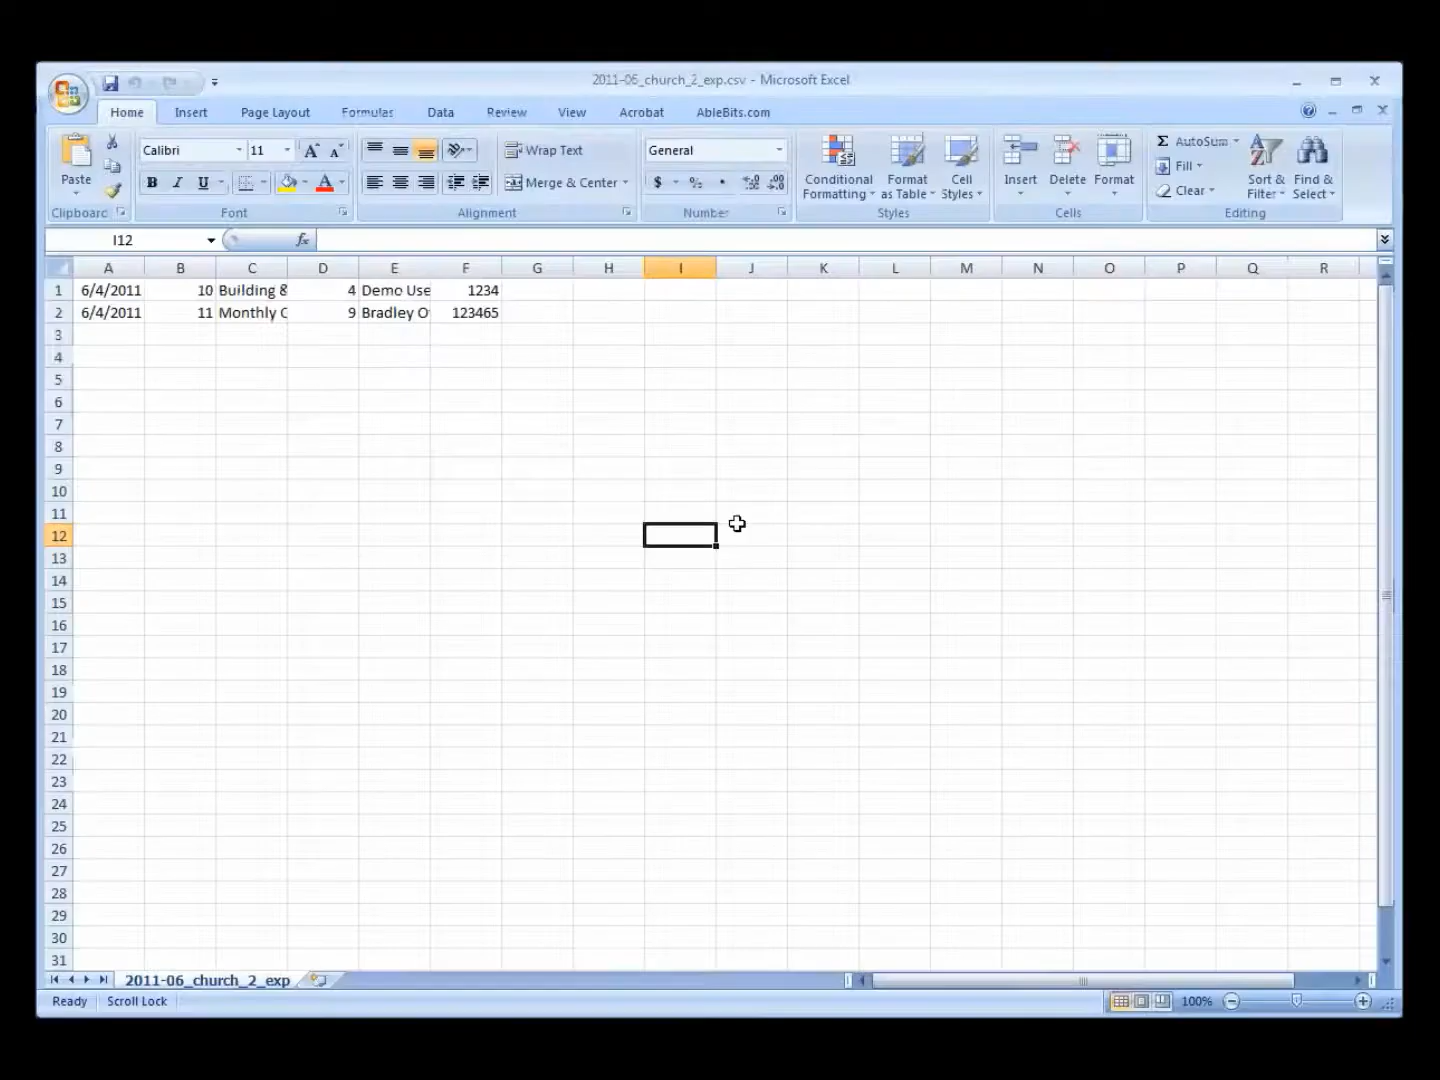 2011-06_church_2_exp.csv - Microsoft Excel
Home Insert Page Layout Formulas Data Review View Acrobat AbleBits.com
Calibri 11 Wrap Text General Σ AutoSum
Paste B I U Merge & Center $ % Conditional Formatting Format as Table Cell Styles Insert Delete Format Fill Clear Sort & Filter Find & Select
Clipboard Font Alignment Number Styles Cells Editing
I12 fx
A B C D E F G H I J K L M N O P Q R
1 6/4/2011 10 Building & 4 Demo Use 1234
2 6/4/2011 11 Monthly C 9 Bradley O 123465
3
4
5
6
7
8
9
10
11
12
13
14
15
16
17
18
19
20
21
22
23
24
25
26
27
28
29
30
31
2011-06_church_2_exp
Ready Scroll Lock 100%